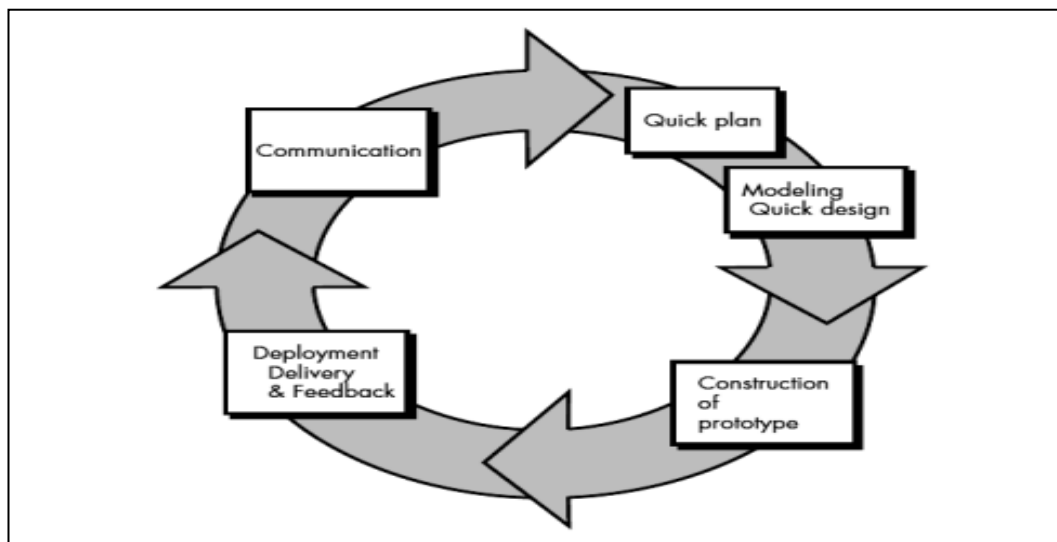 Communication
Quick plan
Modeling
Quick design
Construction
of
prototype
Deployment
Delivery
& Feedback